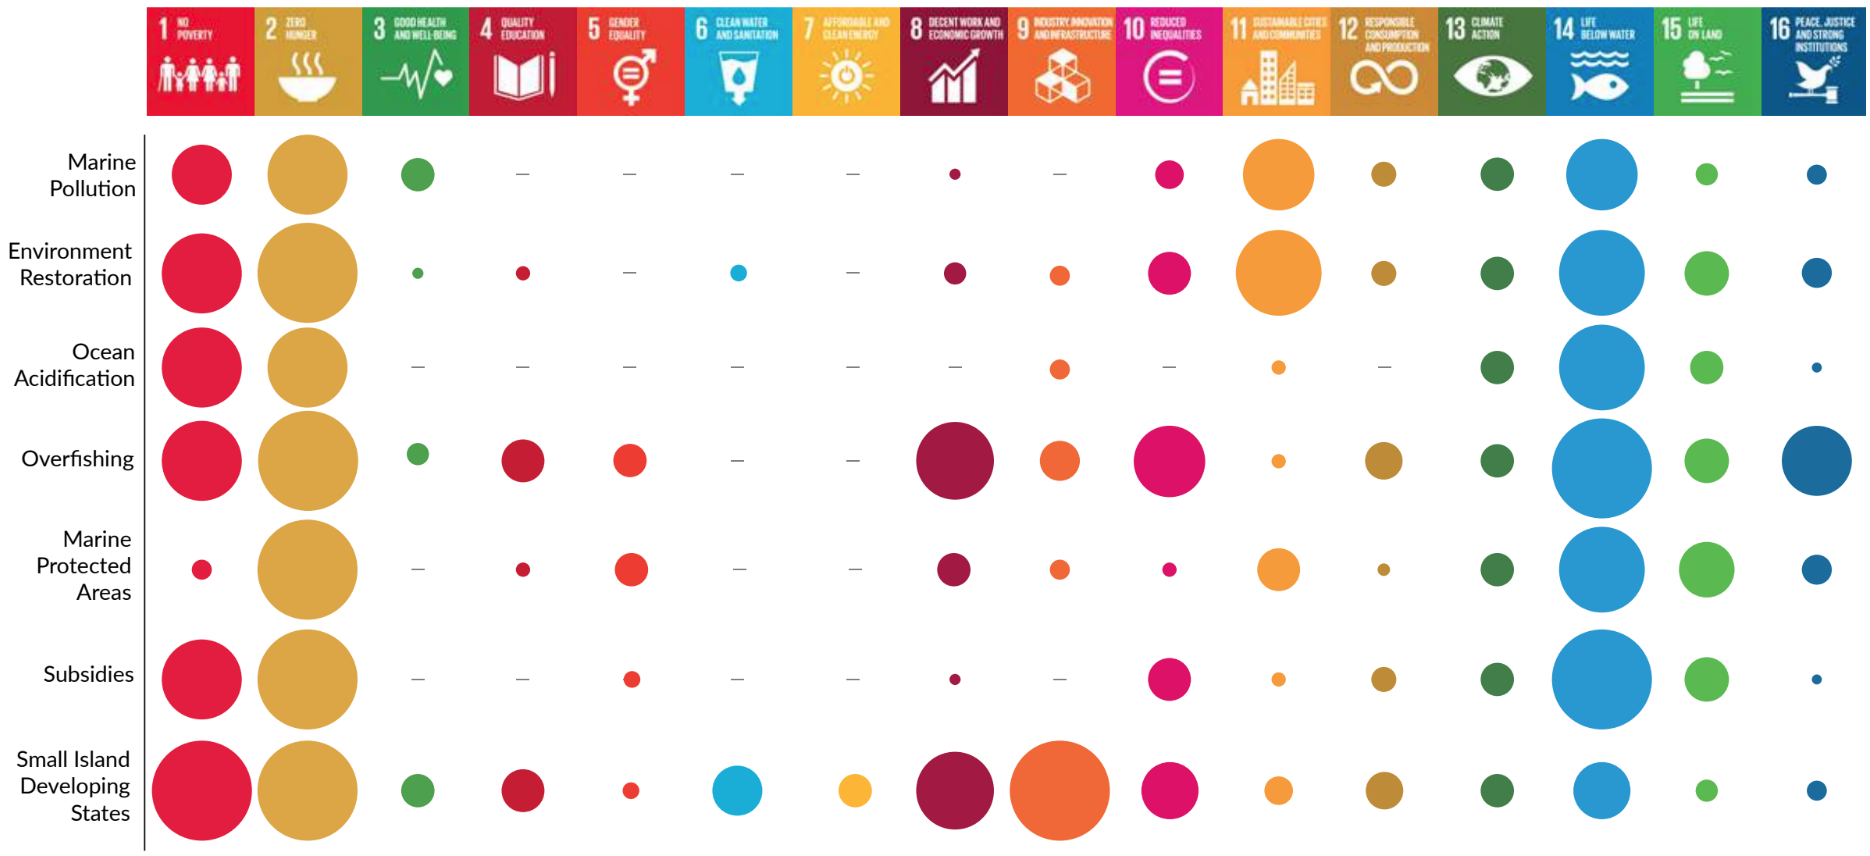 1 NO
POVERTY
2 ZERO
HUNGER
3 GOOD HEALTH
AND WELL-BEING
4 QUALITY
EDUCATION
5 GENDER
EQUALITY
6 CLEAN WATER
AND SANITATION
7 AFFORDABLE AND
CLEAN ENERGY
8 DECENT WORK AND
ECONOMIC GROWTH
9 INDUSTRY, INNOVATION
AND INFRASTRUCTURE
10 REDUCED
INEQUALITIES
11 SUSTAINABLE CITIES
AND COMMUNITIES
12 RESPONSIBLE
CONSUMPTION
AND PRODUCTION
13 CLIMATE
ACTION
14 LIFE
BELOW WATER
15 LIFE
ON LAND
16 PEACE, JUSTICE
AND STRONG
INSTITUTIONS
Marine
Pollution
Environment
Restoration
Ocean
Acidification
Overfishing
Marine
Protected
Areas
Subsidies
Small Island
Developing
States